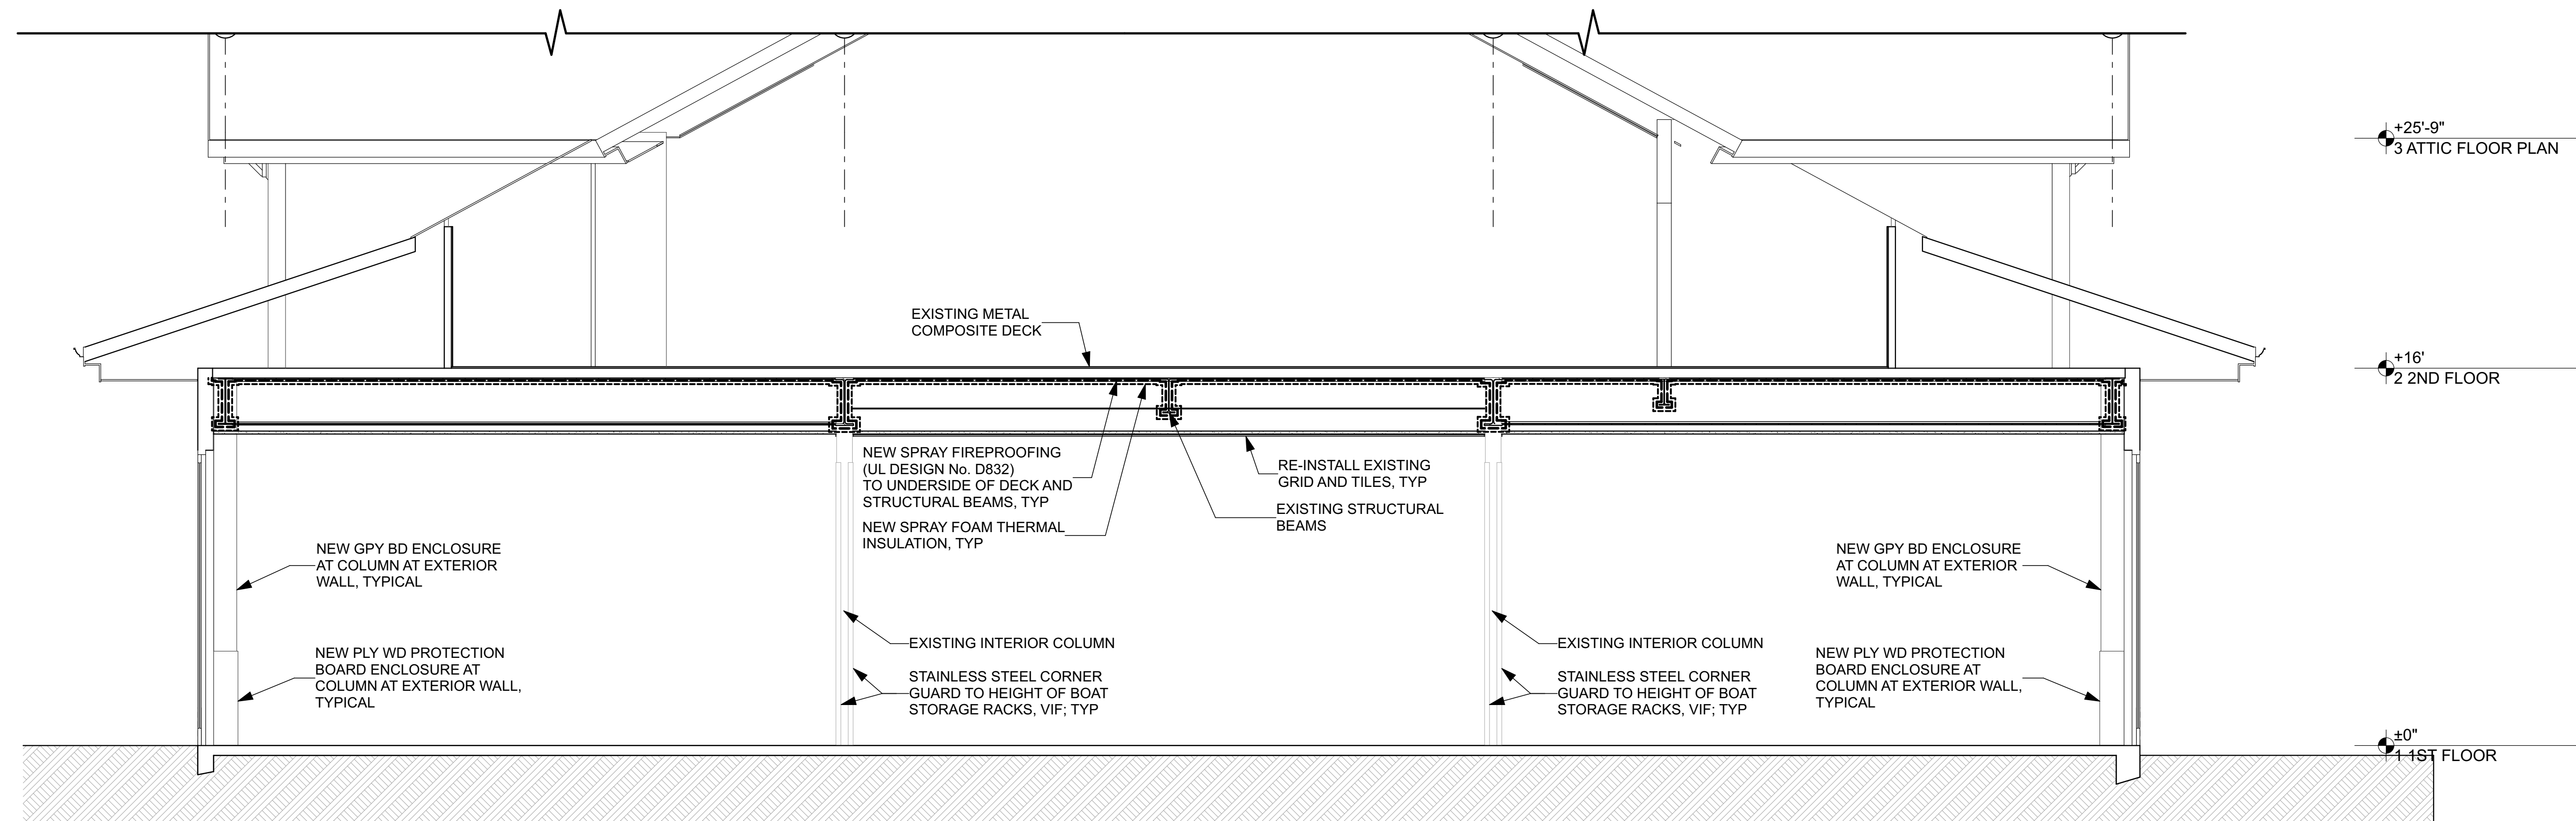 +25'-9"
3 ATTIC FLOOR PLAN
EXISTING METAL
COMPOSITE DECK
+16'
2 2ND FLOOR
NEW SPRAY FIREPROOFING
(UL DESIGN No. D832)
TO UNDERSIDE OF DECK AND
STRUCTURAL BEAMS, TYP
NEW SPRAY FOAM THERMAL
INSULATION, TYP
RE-INSTALL EXISTING
GRID AND TILES, TYP
EXISTING STRUCTURAL
BEAMS
NEW GPY BD ENCLOSURE
AT COLUMN AT EXTERIOR
WALL, TYPICAL
NEW PLY WD PROTECTION
BOARD ENCLOSURE AT
COLUMN AT EXTERIOR WALL,
TYPICAL
EXISTING INTERIOR COLUMN
STAINLESS STEEL CORNER
GUARD TO HEIGHT OF BOAT
STORAGE RACKS, VIF; TYP
EXISTING INTERIOR COLUMN
STAINLESS STEEL CORNER
GUARD TO HEIGHT OF BOAT
STORAGE RACKS, VIF; TYP
NEW GPY BD ENCLOSURE
AT COLUMN AT EXTERIOR
WALL, TYPICAL
NEW PLY WD PROTECTION
BOARD ENCLOSURE AT
COLUMN AT EXTERIOR WALL,
TYPICAL
±0"
1 1ST FLOOR